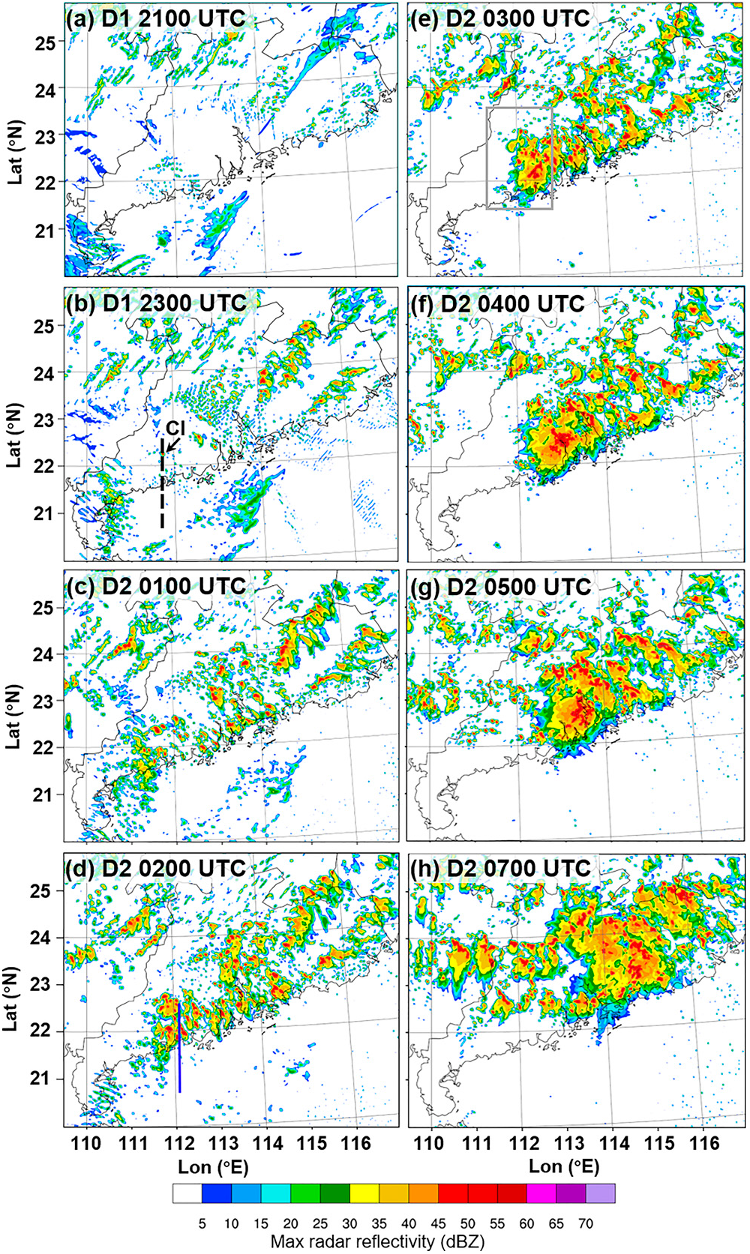 (a) D1 2100 UTC
Lat (°N)
25
24
23
22
21
(b) D1 2300 UTC
CI
Lat (°N)
25
24
23
22
21
(c) D2 0100 UTC
Lat (°N)
25
24
23
22
21
(d) D2 0200 UTC
Lat (°N)
25
24
23
22
21
110 111 112 113 114 115 116
Lon (°E)
(e) D2 0300 UTC
(f) D2 0400 UTC
(g) D2 0500 UTC
(h) D2 0700 UTC
110 111 112 113 114 115 116
Lon (°E)
5 10 15 20 25 30 35 40 45 50 55 60 65 70
Max radar reflectivity (dBZ)